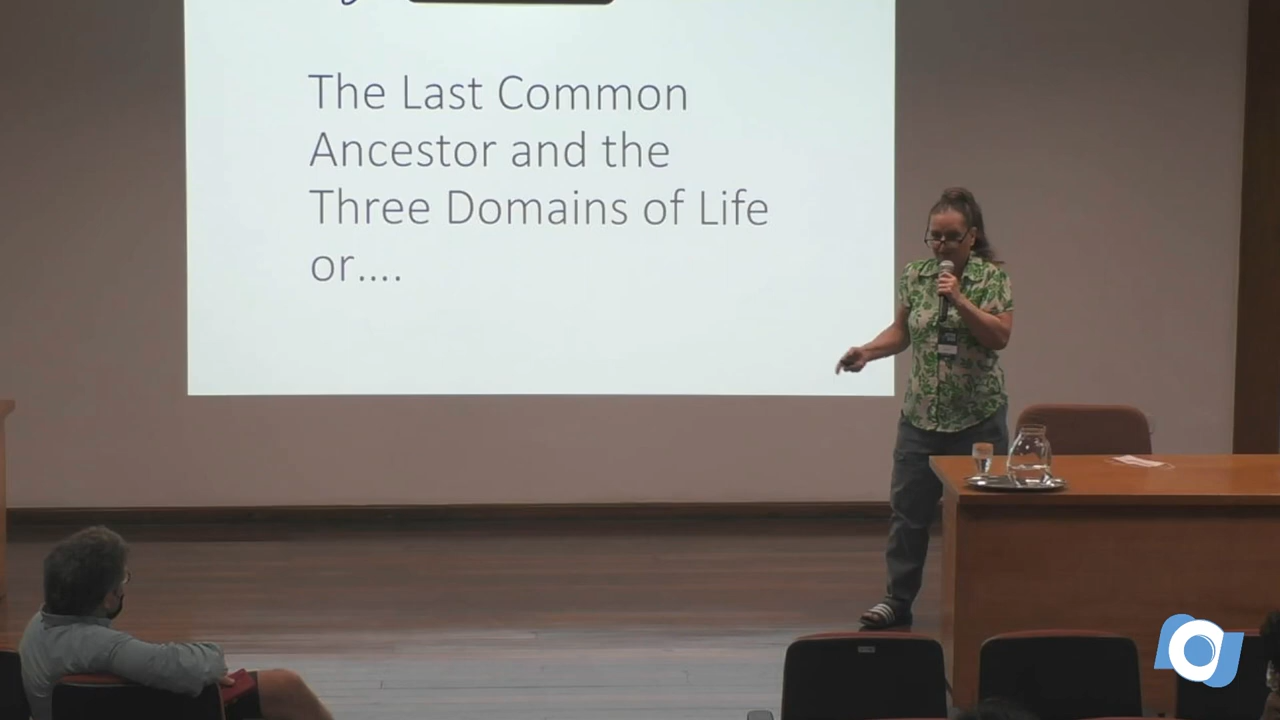 The Last Common
Ancestor and the
Three Domains of Life
or....